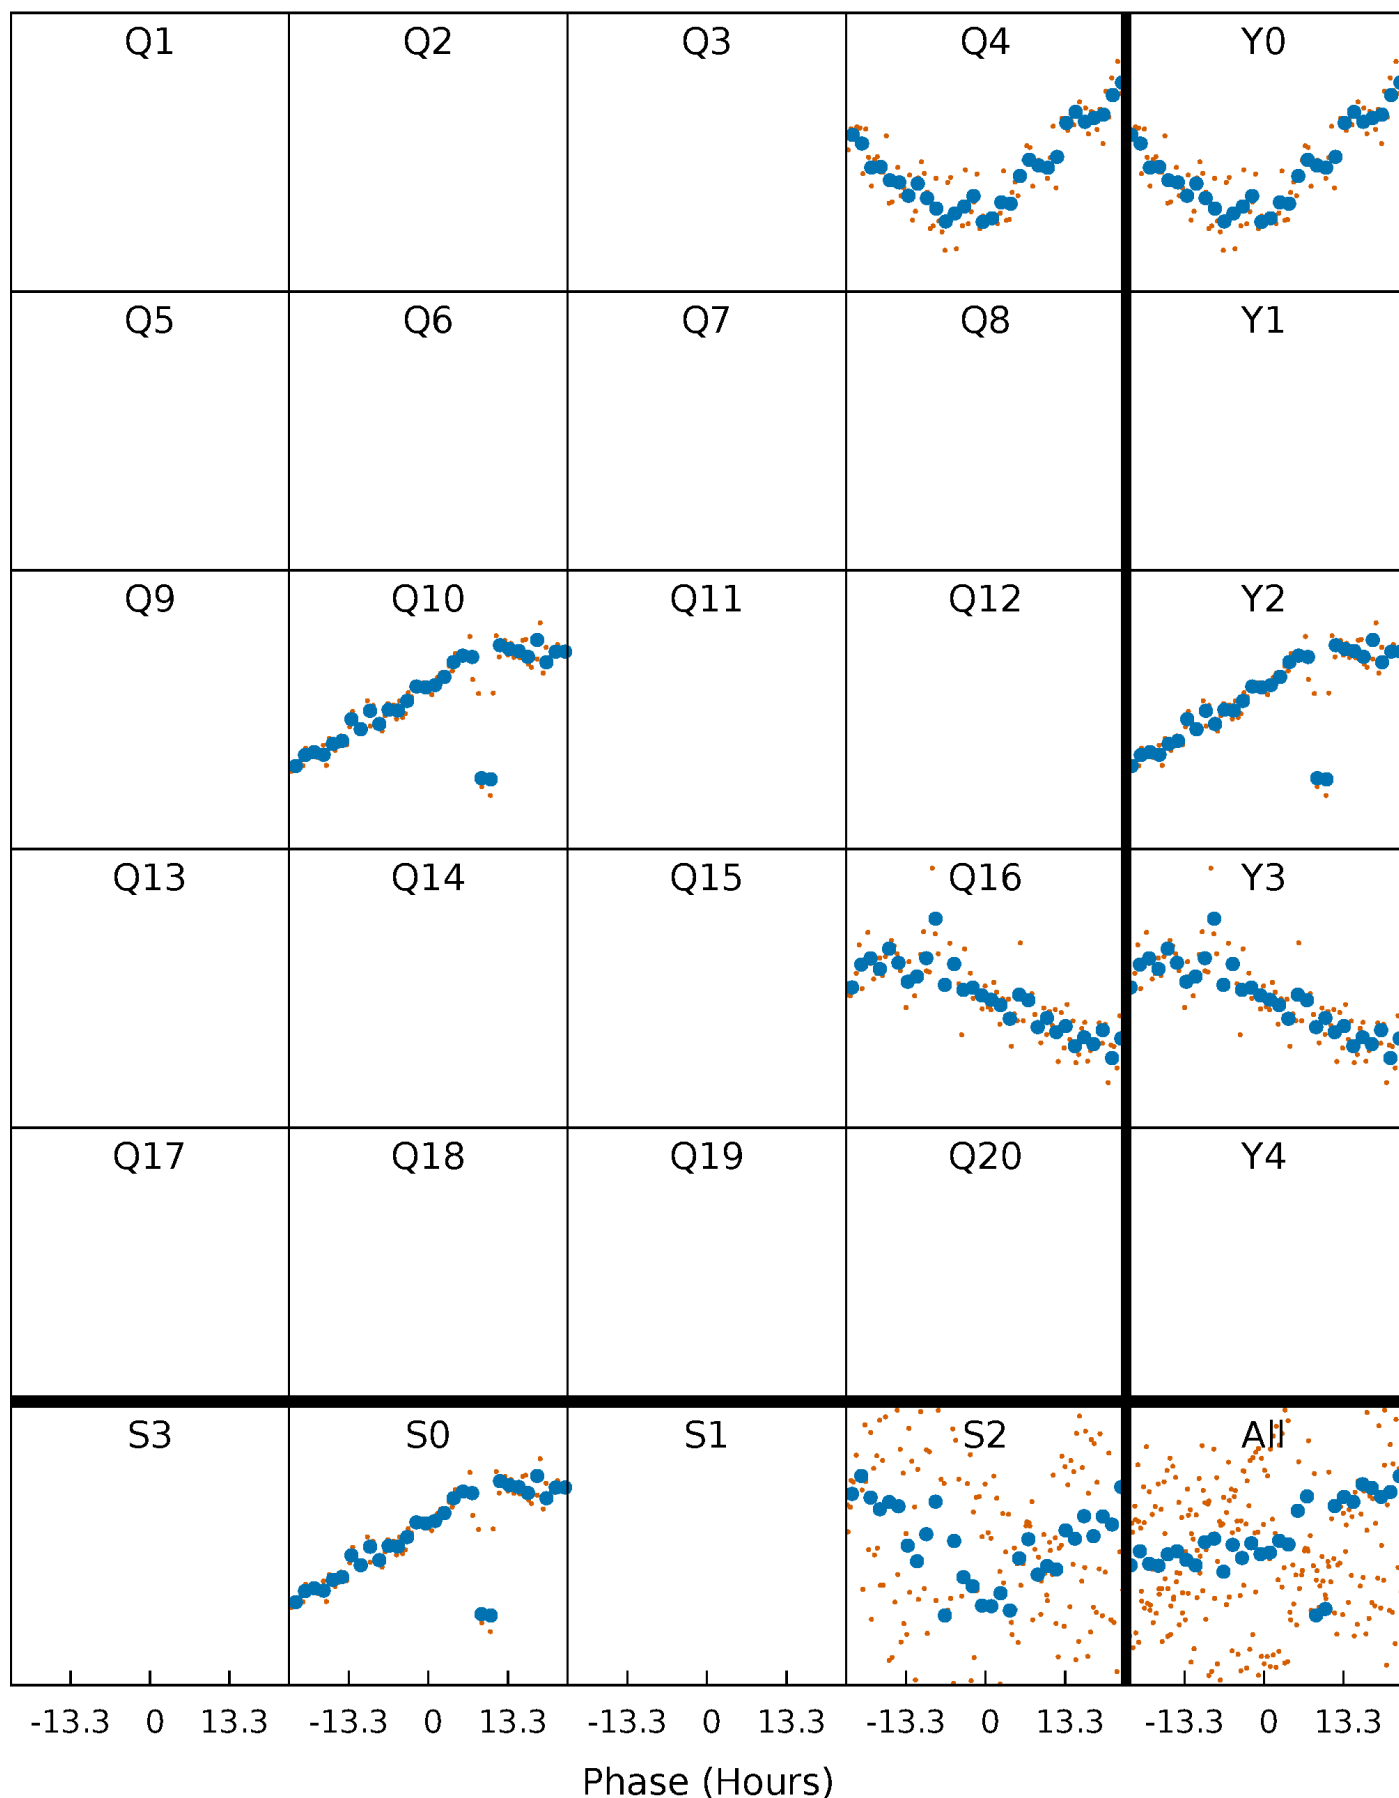 Q1 Q2 Q3 Q4 Y0
Q5 Q6 Q7 Q8 Y1
Q9 Q10 Q11 Q12 Y2
Q13 Q14 Q15 Q16 Y3
Q17 Q18 Q19 Q20 Y4
S3 S0 S1 S2 All
-13.3 0 13.3 -13.3 0 13.3 -13.3 0 13.3 -13.3 0 13.3 -13.3 0 13.3
Phase (Hours)